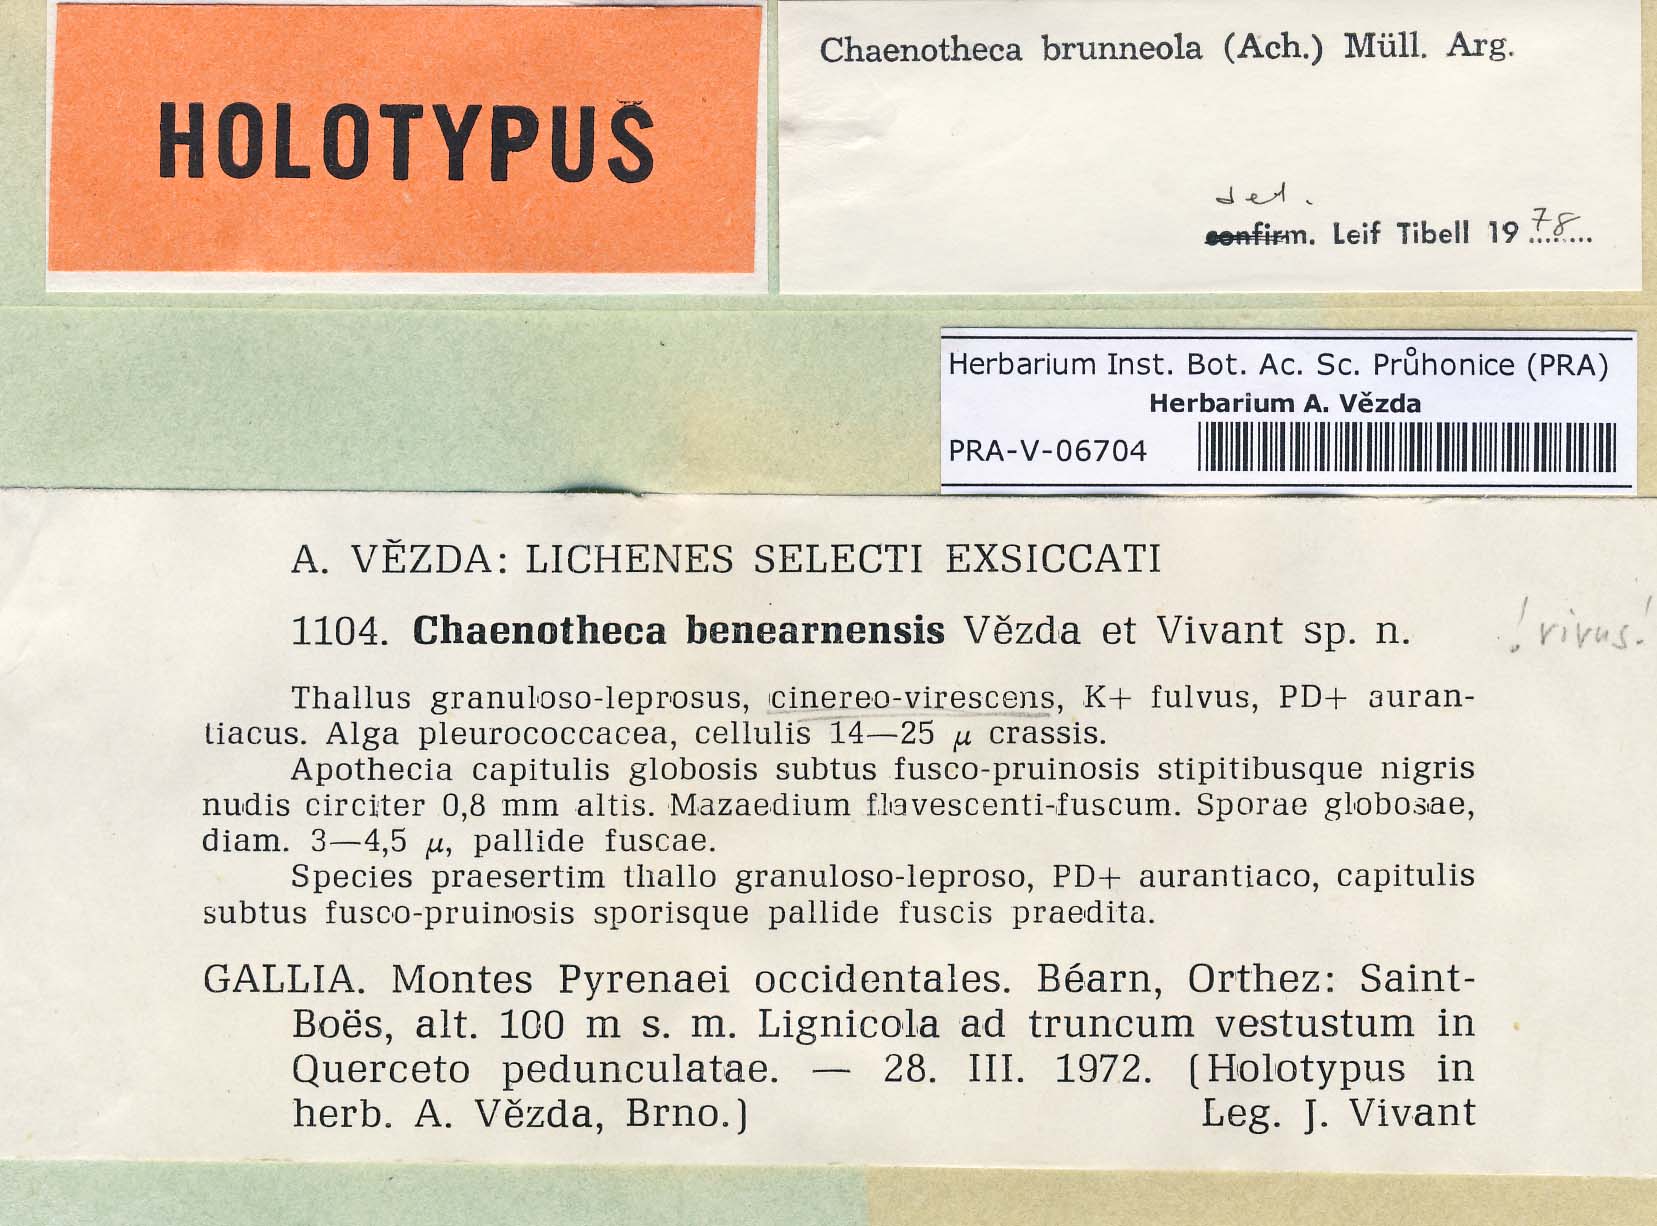 HOLOTYPUS
Chaenotheca brunneola (Ach.) Müll. Arg.
det.
confirm. Leif Tibell 1978
Herbarium Inst. Bot. Ac. Sc. Průhonice (PRA)
Herbarium A. Vězda
PRA-V-06704
A. VĚZDA: LICHENES SELECTI EXSICCATI
1104. Chaenotheca benearnensis Vězda et Vivant sp. n.
! vivus!
Thallus granuloso-leprosus, cinereo-virescens, K+ fulvus, PD+ auran-
tiacus. Alga pleurococcacea, cellulis 14—25 μ crassis.
Apothecia capitulis globosis subtus fusco-pruinosis stipitibusque nigris
nudis circiter 0,8 mm altis. Mazaedium flavescenti-fuscum. Sporae globosae,
diam. 3—4,5 μ, pallide fuscae.
Species praesertim thallo granuloso-leproso, PD+ aurantiaco, capitulis
subtus fusco-pruinosis sporisque pallide fuscis praedita.
GALLIA. Montes Pyrenaei occidentales. Béarn, Orthez: Saint-
Boës, alt. 100 m s. m. Lignicola ad truncum vestustum in
Querceto pedunculatae. — 28. III. 1972. (Holotypus in
herb. A. Vězda, Brno.) Leg. J. Vivant